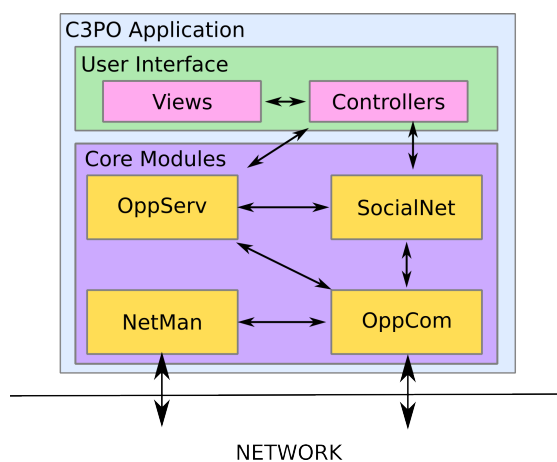 C3PO Application
User Interface
Views
Controllers
Core Modules
OppServ
SocialNet
NetMan
OppCom
NETWORK